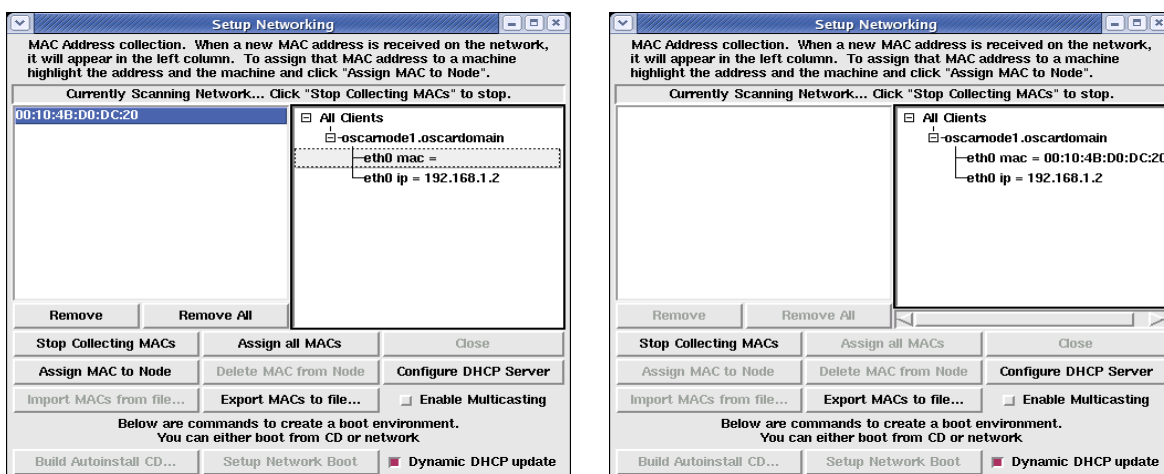 Setup Networking
MAC Address collection. When a new MAC address is received on the network,
it will appear in the left column. To assign that MAC address to a machine
highlight the address and the machine and click "Assign MAC to Node".
Currently Scanning Network... Click "Stop Collecting MACs" to stop.
00:10:4B:D0:DC:20
All Clients
oscarnode1.oscardomain
eth0 mac =
eth0 ip = 192.168.1.2
Remove Remove All
Stop Collecting MACs Assign all MACs Close
Assign MAC to Node Delete MAC from Node Configure DHCP Server
Import MACs from file... Export MACs to file... Enable Multicasting
Below are commands to create a boot environment.
You can either boot from CD or network
Build Autoinstall CD... Setup Network Boot Dynamic DHCP update
Setup Networking
MAC Address collection. When a new MAC address is received on the network,
it will appear in the left column. To assign that MAC address to a machine
highlight the address and the machine and click "Assign MAC to Node".
Currently Scanning Network... Click "Stop Collecting MACs" to stop.
All Clients
oscarnode1.oscardomain
eth0 mac = 00:10:4B:D0:DC:20
eth0 ip = 192.168.1.2
Remove Remove All
Stop Collecting MACs Assign all MACs Close
Assign MAC to Node Delete MAC from Node Configure DHCP Server
Import MACs from file... Export MACs to file... Enable Multicasting
Below are commands to create a boot environment.
You can either boot from CD or network
Build Autoinstall CD... Setup Network Boot Dynamic DHCP update